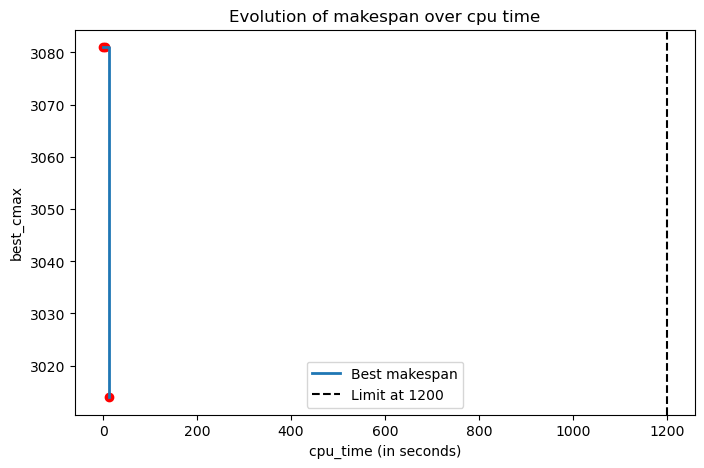 Evolution of makespan over cpu time
best_cmax
3080
3070
3060
3050
3040
3030
3020
Best makespan
Limit at 1200
0
200
400
600
800
1000
1200
cpu_time (in seconds)